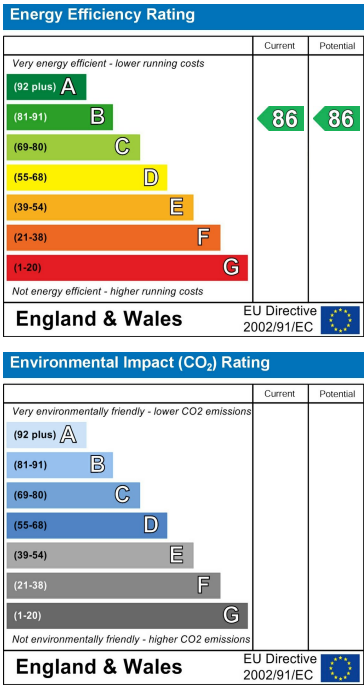 Energy Efficiency Rating
Current Potential
Very energy efficient - lower running costs
(92 plus) A
(81-91) B 86 86
(69-80) C
(55-68) D
(39-54) E
(21-38) F
(1-20) G
Not energy efficient - higher running costs
England & Wales EU Directive
2002/91/EC
Environmental Impact (CO₂) Rating
Current Potential
Very environmentally friendly - lower CO2 emissions
(92 plus) A
(81-91) B
(69-80) C
(55-68) D
(39-54) E
(21-38) F
(1-20) G
Not environmentally friendly - higher CO2 emissions
England & Wales EU Directive
2002/91/EC